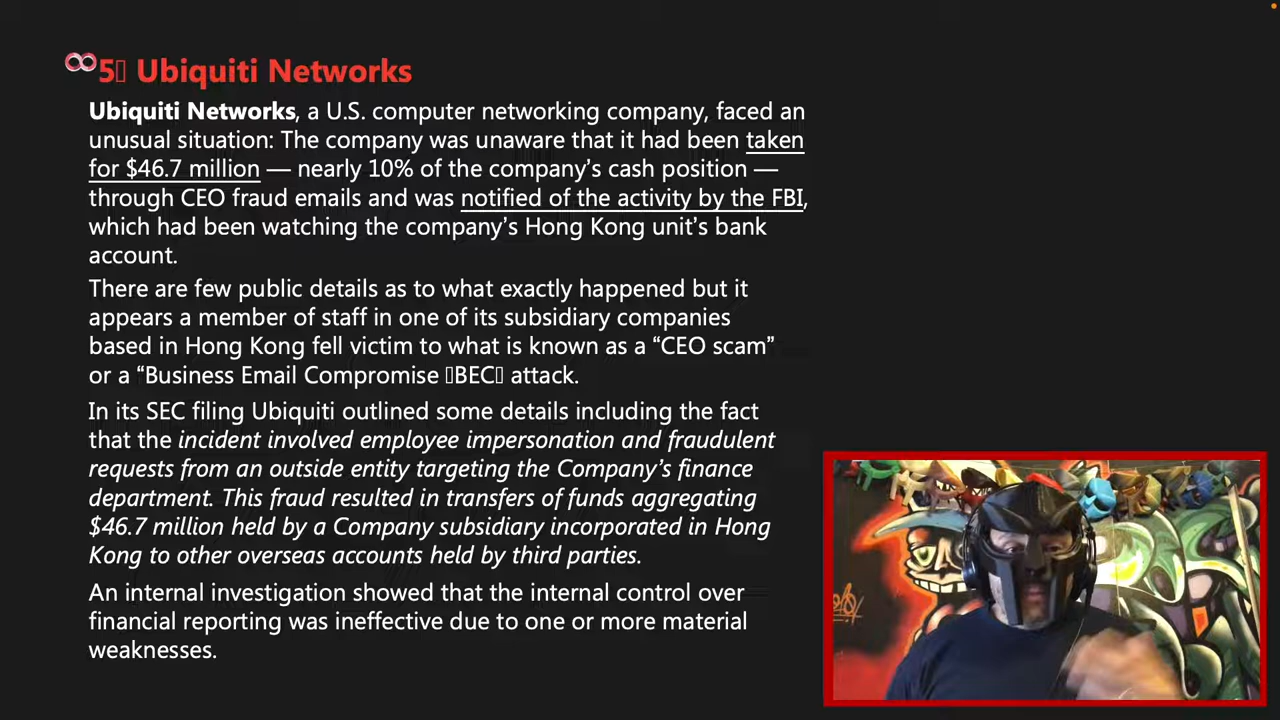 5 Ubiquiti Networks
Ubiquiti Networks, a U.S. computer networking company, faced an
unusual situation: The company was unaware that it had been taken
for $46.7 million — nearly 10% of the company’s cash position —
through CEO fraud emails and was notified of the activity by the FBI,
which had been watching the company’s Hong Kong unit’s bank
account.
There are few public details as to what exactly happened but it
appears a member of staff in one of its subsidiary companies
based in Hong Kong fell victim to what is known as a “CEO scam”
or a “Business Email Compromise ▯BEC▯ attack.
In its SEC filing Ubiquiti outlined some details including the fact
that the incident involved employee impersonation and fraudulent
requests from an outside entity targeting the Company’s finance
department. This fraud resulted in transfers of funds aggregating
$46.7 million held by a Company subsidiary incorporated in Hong
Kong to other overseas accounts held by third parties.
An internal investigation showed that the internal control over
financial reporting was ineffective due to one or more material
weaknesses.